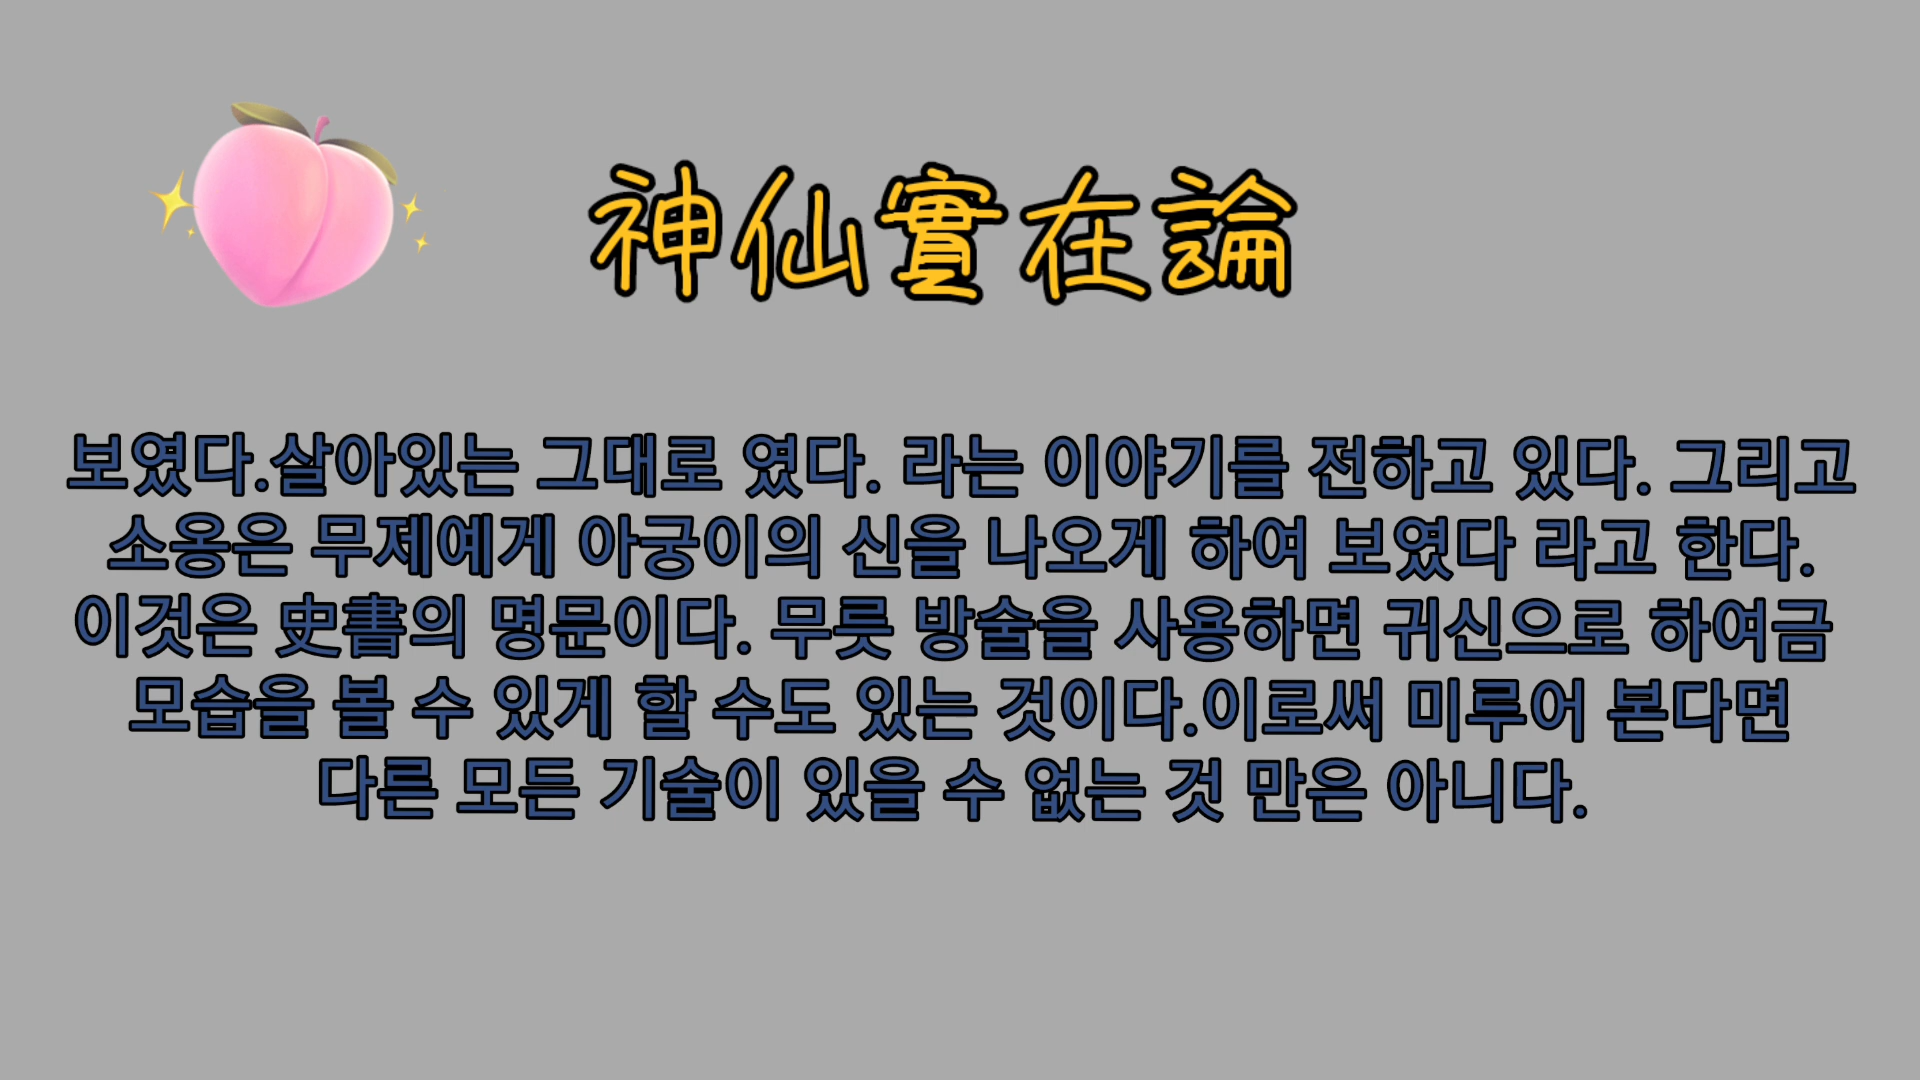 神仙實在論
보였다.살아있는 그대로 였다. 라는 이야기를 전하고 있다. 그리고
소옹은 무제예게 아궁이의 신을 나오게 하여 보였다 라고 한다.
이것은 史書의 명문이다. 무릇 방술을 사용하면 귀신으로 하여금
모습을 볼 수 있게 할 수도 있는 것이다.이로써 미루어 본다면
다른 모든 기술이 있을 수 없는 것 만은 아니다.